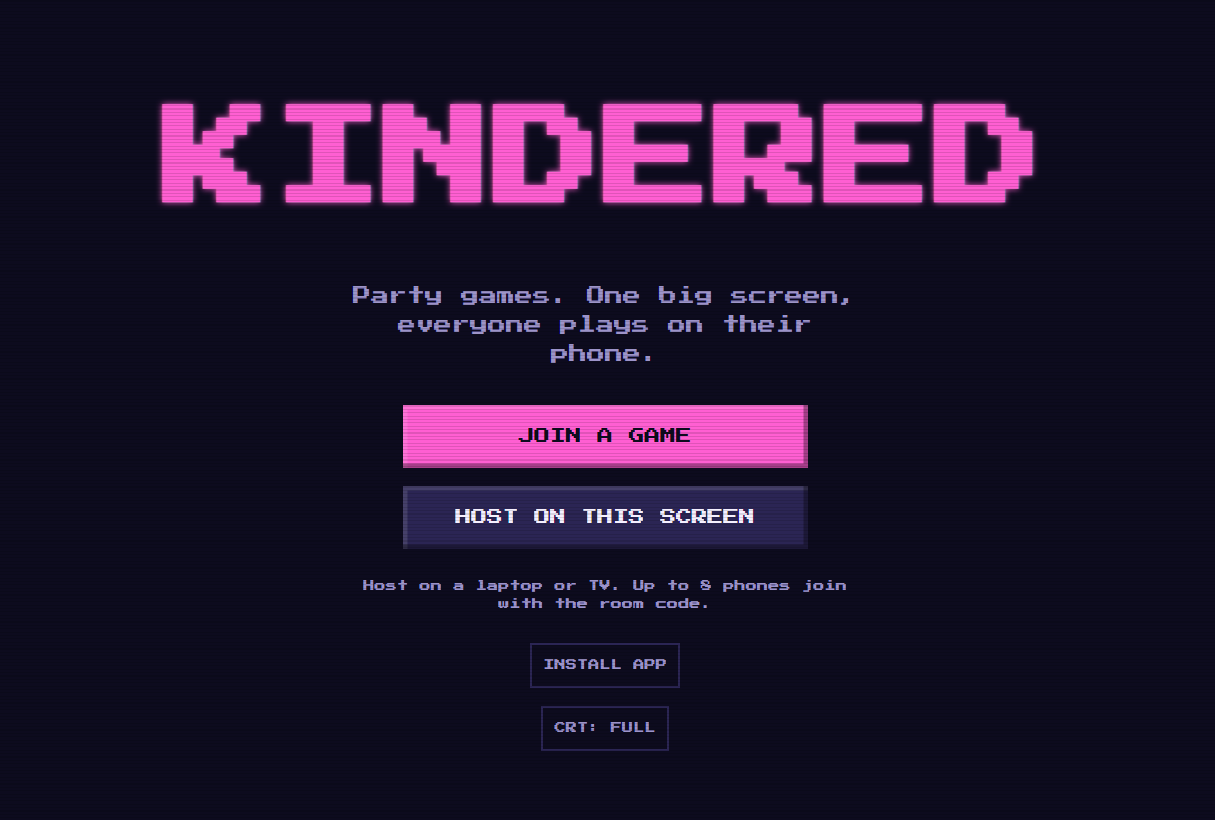 KINDERED
Party games. One big screen,
everyone plays on their
phone.
JOIN A GAME
HOST ON THIS SCREEN
Host on a laptop or TV. Up to 8 phones join
with the room code.
INSTALL APP
CRT: FULL